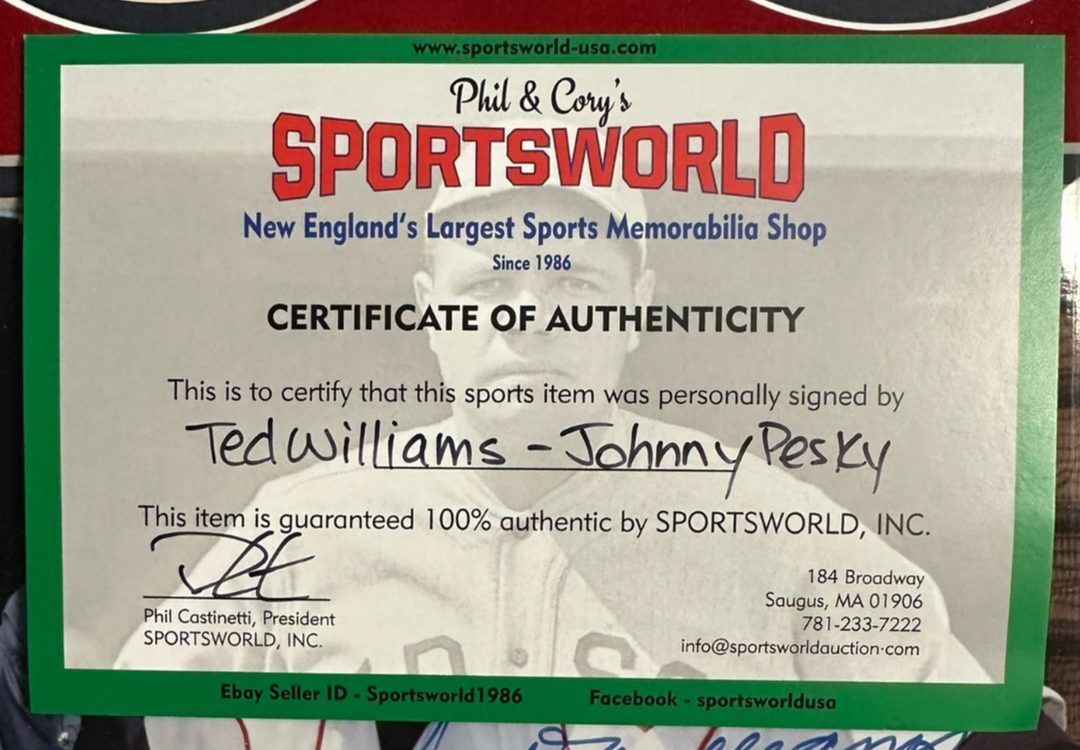 www.sportsworld-usa.com
Phil & Cory's
SPORTSWORLD
New England's Largest Sports Memorabilia Shop
Since 1986
CERTIFICATE OF AUTHENTICITY
This is to certify that this sports item was personally signed by
Ted Williams - Johnny Pesky
This item is guaranteed 100% authentic by SPORTSWORLD, INC.
Phil Castinetti, President
SPORTSWORLD, INC.
184 Broadway
Saugus, MA 01906
781-233-7222
info@sportsworldauction.com
Ebay Seller ID - Sportsworld1986 Facebook - sportsworldusa